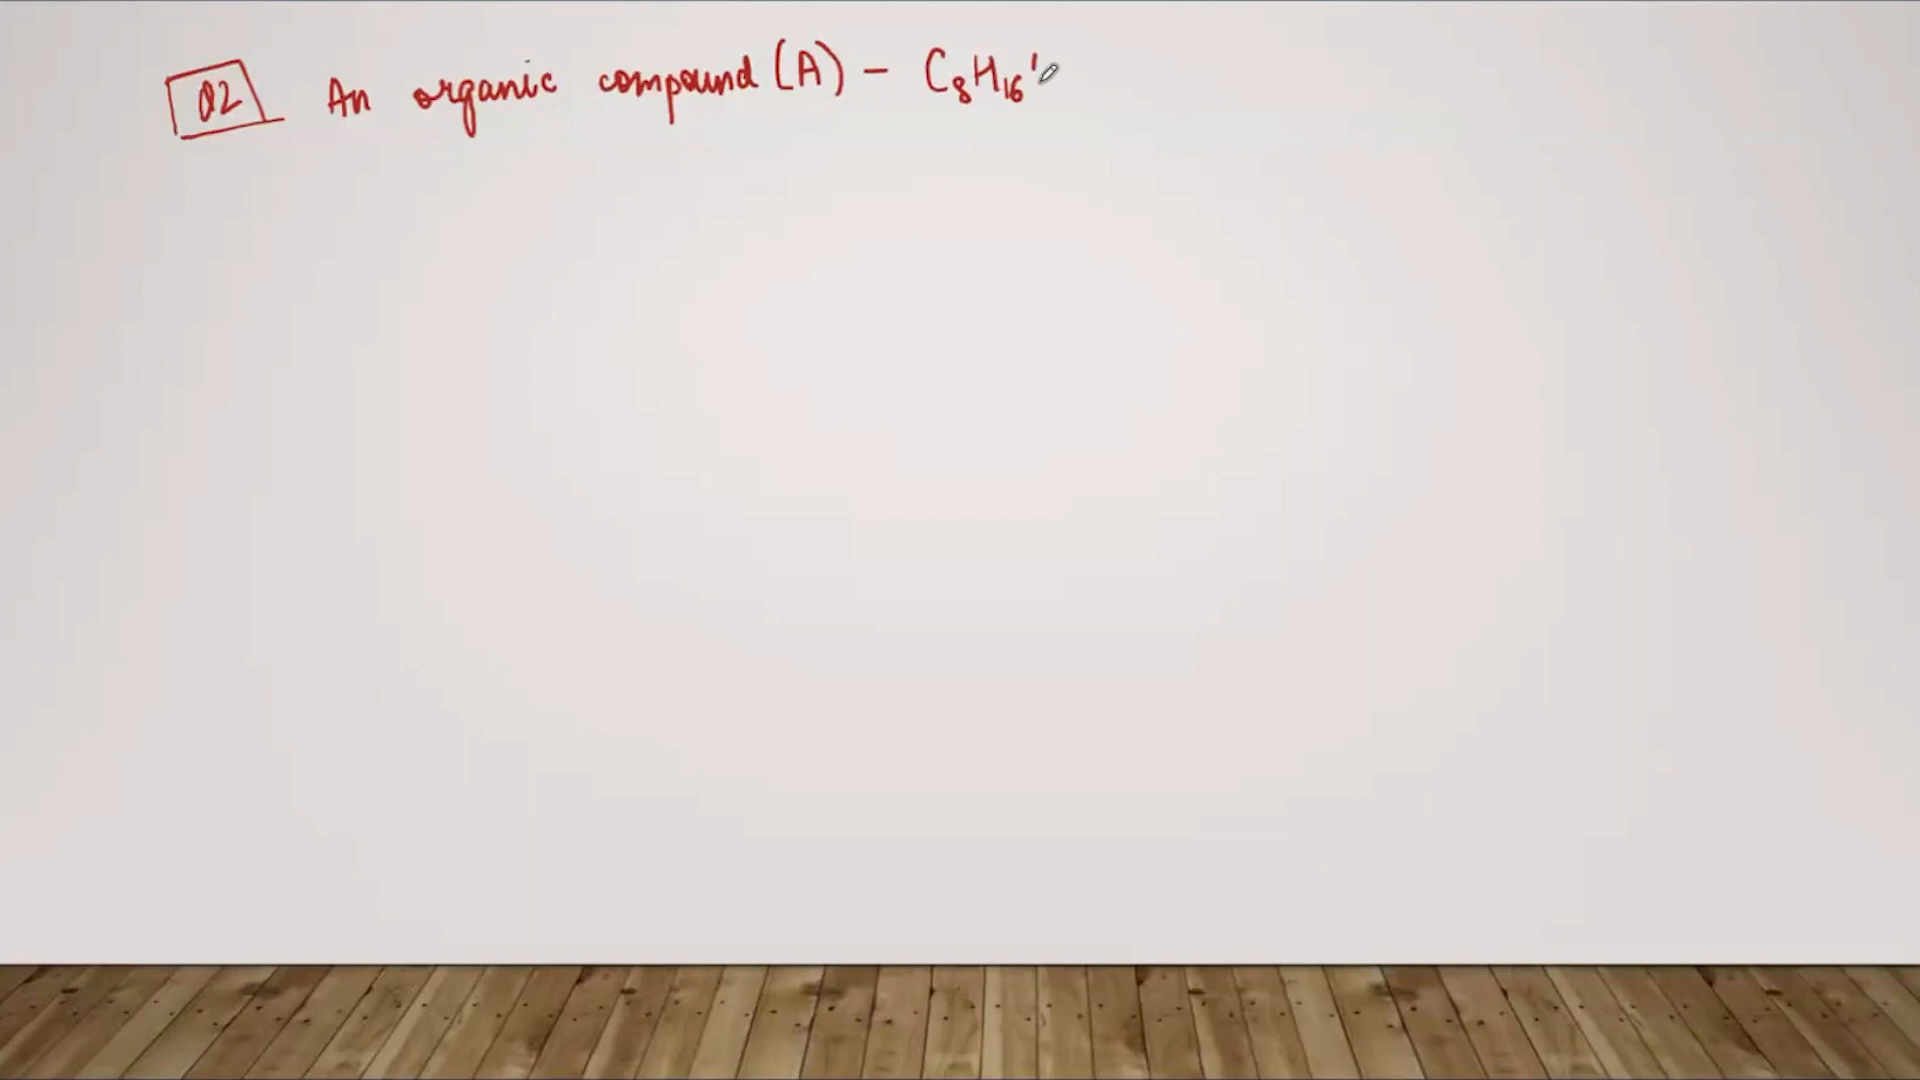 Q2 An organic compound (A) - C₈H₁₆'